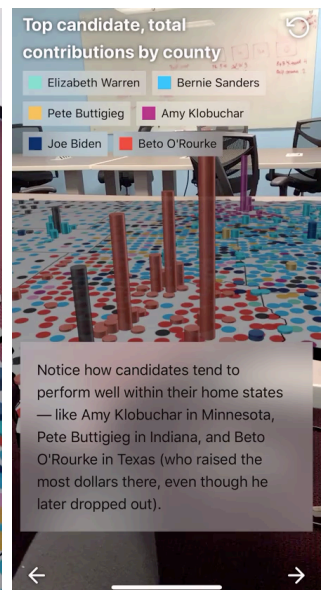 Top candidate, total
contributions by county
Elizabeth Warren
Bernie Sanders
Pete Buttigieg
Amy Klobuchar
Joe Biden
Beto O'Rourke
Notice how candidates tend to
perform well within their home states
— like Amy Klobuchar in Minnesota,
Pete Buttigieg in Indiana, and Beto
O'Rourke in Texas (who raised the
most dollars there, even though he
later dropped out).